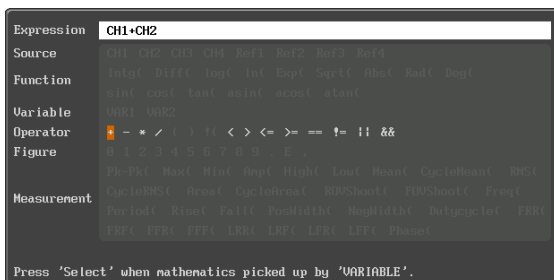 Expression CH1+CH2
Source CH1 CH2 CH3 CH4 Ref1 Ref2 Ref3 Ref4
Function Intg( Diff( log( ln( Exp( Sqrt( Abs( Rad( Deg(
sin( cos( tan( asin( acos( atan(
Variable VAR1 VAR2
Operator + - * / ( ) !( < > <= >= == != || &&
Figure 0 1 2 3 4 5 6 7 8 9 . E ,
Measurement Pk-Pk( Max( Min( Amp( High( Low( Mean( CycleMean( RMS(
CycleRMS( Area( CycleArea( ROVShoot( FOVShoot( Freq(
Period( Rise( Fall( PosWidth( NegWidth( Dutycycle( FRR(
FRF( FFR( FFF( LRR( LRF( LFR( LFF( Phase(
Press 'Select' when mathematics picked up by 'VARIABLE'.